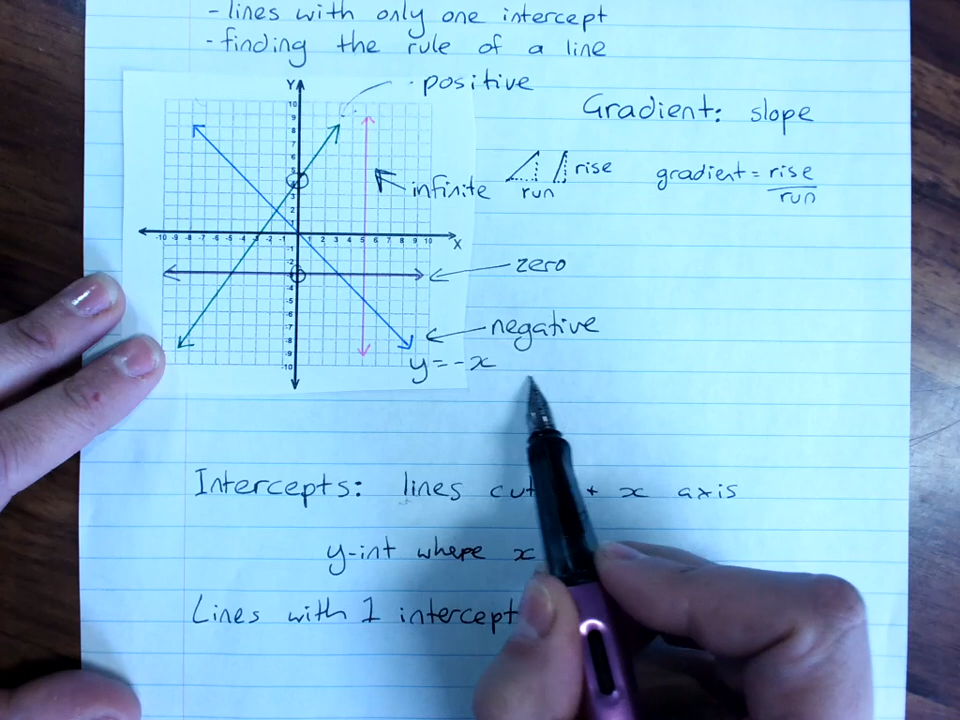 - lines with only one intercept
- finding the rule of a line
Y
positive
Gradient: slope
rise
run
gradient = rise
run
infinite
X
zero
negative
y = -x
Intercepts: lines cut x axis
y-int where x
Lines with 1 intercept